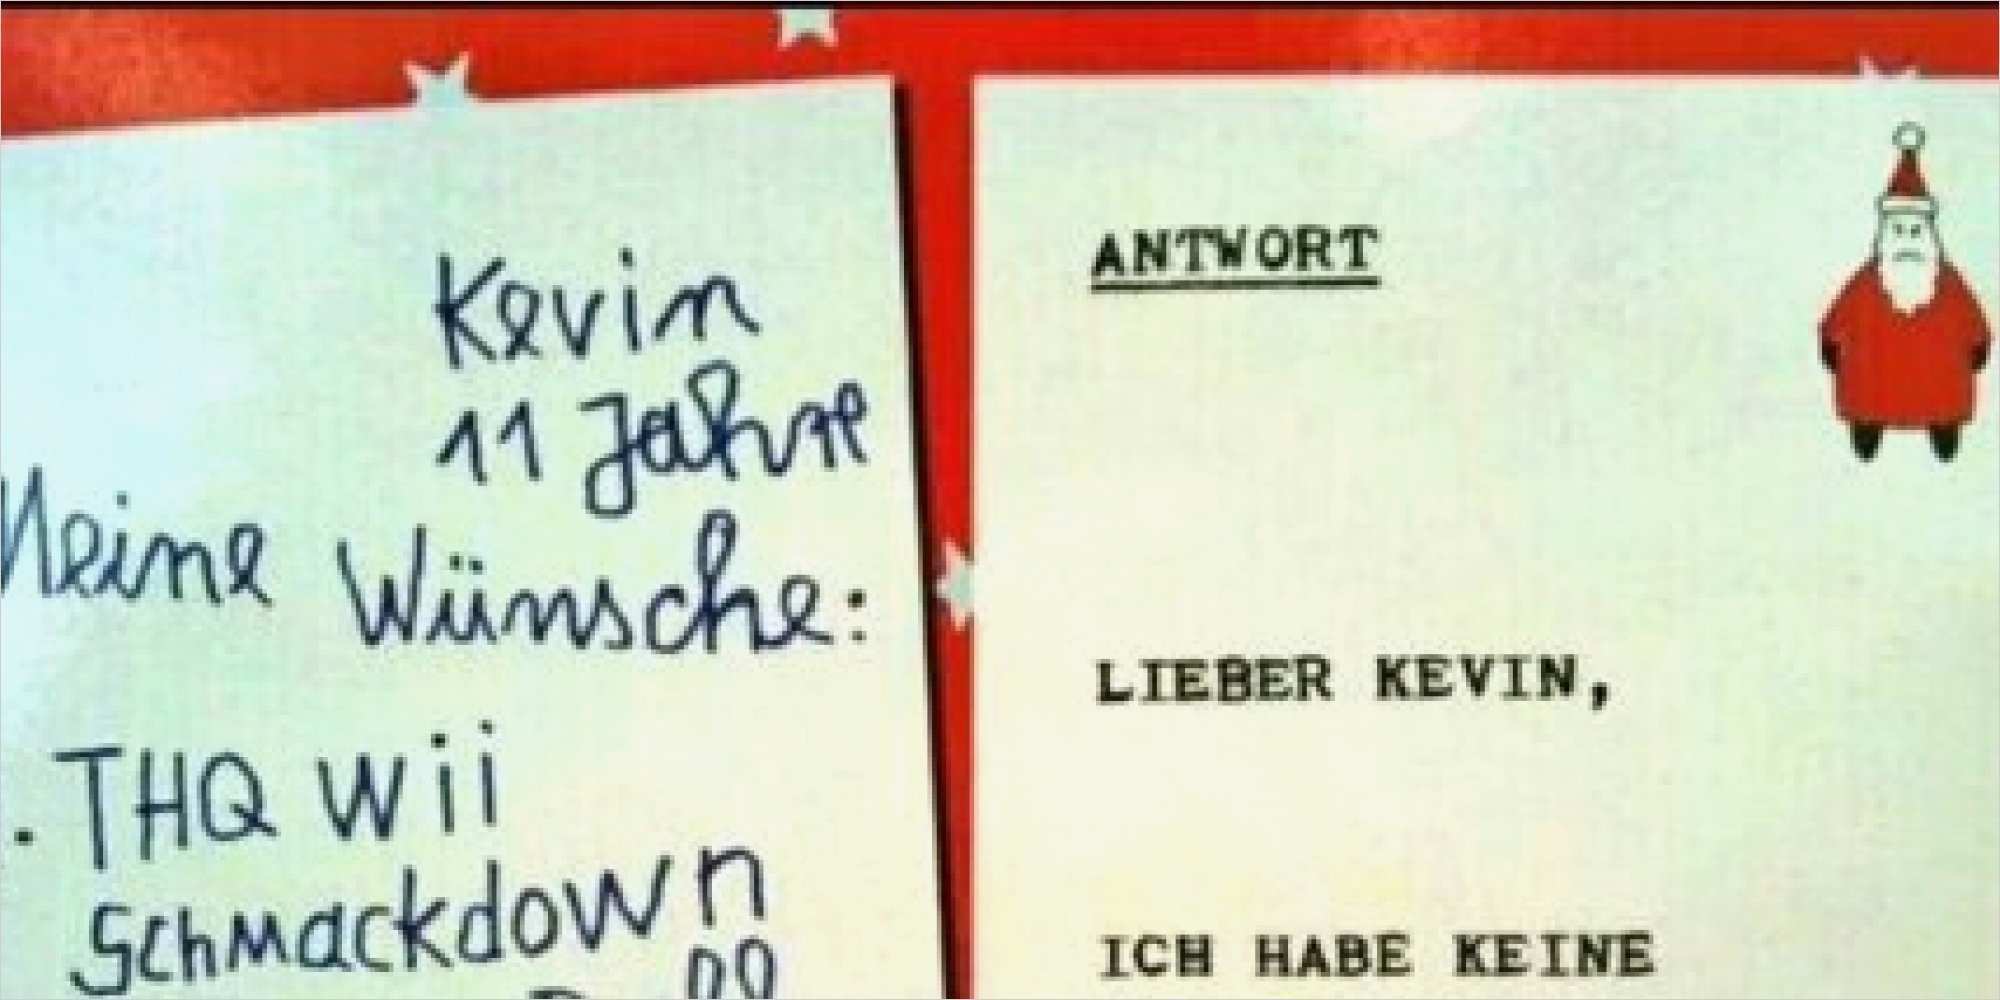 Kevin
11 Jahre
Meine Wünsche:
. THQ Wii
Schmackdown
ANTWORT
LIEBER KEVIN,
ICH HABE KEINE